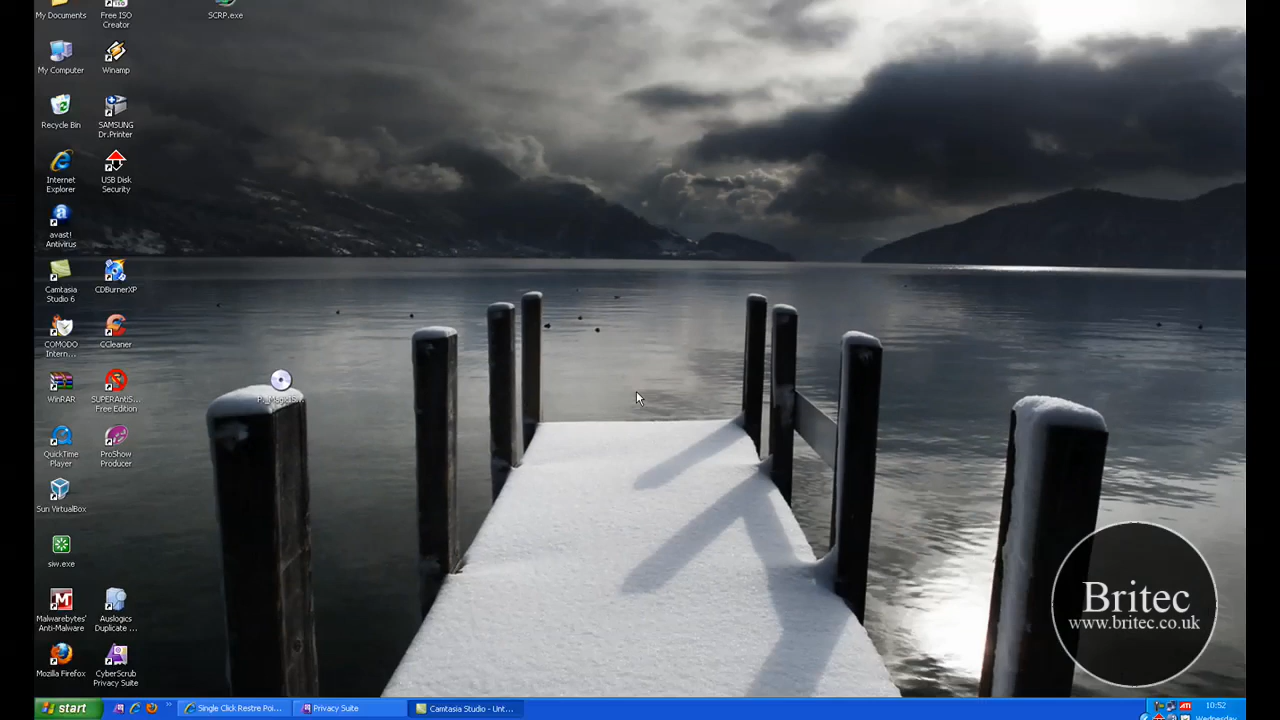 My Documents
Free ISO
Creator
SCRP.exe
My Computer
Winamp
Recycle Bin
SAMSUNG
Dr.Printer
Internet
Explorer
USB Disk
Security
avast!
Antivirus
Camtasia
Studio 6
CDBurnerXP
COMODO
Intern...
CCleaner
WinRAR
SUPERAntiS...
Free Edition
QuickTime
Player
ProShow
Producer
Sun VirtualBox
siw.exe
Malwarebytes'
Anti-Malware
Auslogics
Duplicate ...
Mozilla Firefox
CyberScrub
Privacy Suite
Britec
www.britec.co.uk
start
Single Click Restre Poi...
Privacy Suite
Camtasia Studio - Unt...
10:52
Wednesday